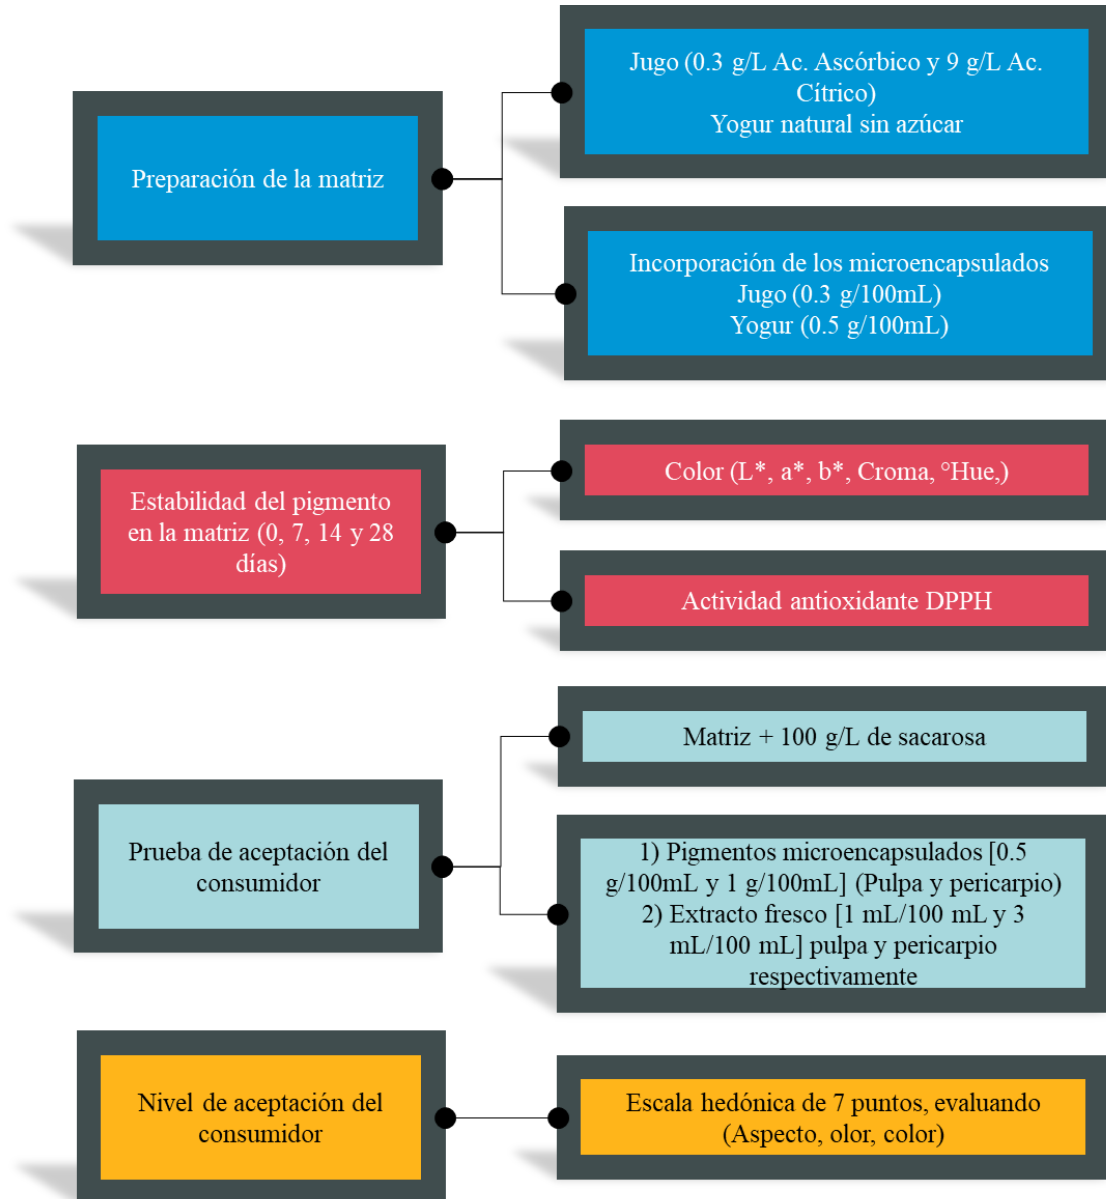 Preparación de la matriz
Jugo (0.3 g/L Ac. Ascórbico y 9 g/L Ac.
Cítrico)
Yogur natural sin azúcar
Incorporación de los microencapsulados
Jugo (0.3 g/100mL)
Yogur (0.5 g/100mL)
Estabilidad del pigmento
en la matriz (0, 7, 14 y 28
días)
Color (L*, a*, b*, Croma, °Hue,)
Actividad antioxidante DPPH
Prueba de aceptación del
consumidor
Matriz + 100 g/L de sacarosa
1) Pigmentos microencapsulados [0.5
g/100mL y 1 g/100mL] (Pulpa y pericarpio)
2) Extracto fresco [1 mL/100 mL y 3
mL/100 mL] pulpa y pericarpio
respectivamente
Nivel de aceptación del
consumidor
Escala hedónica de 7 puntos, evaluando
(Aspecto, olor, color)